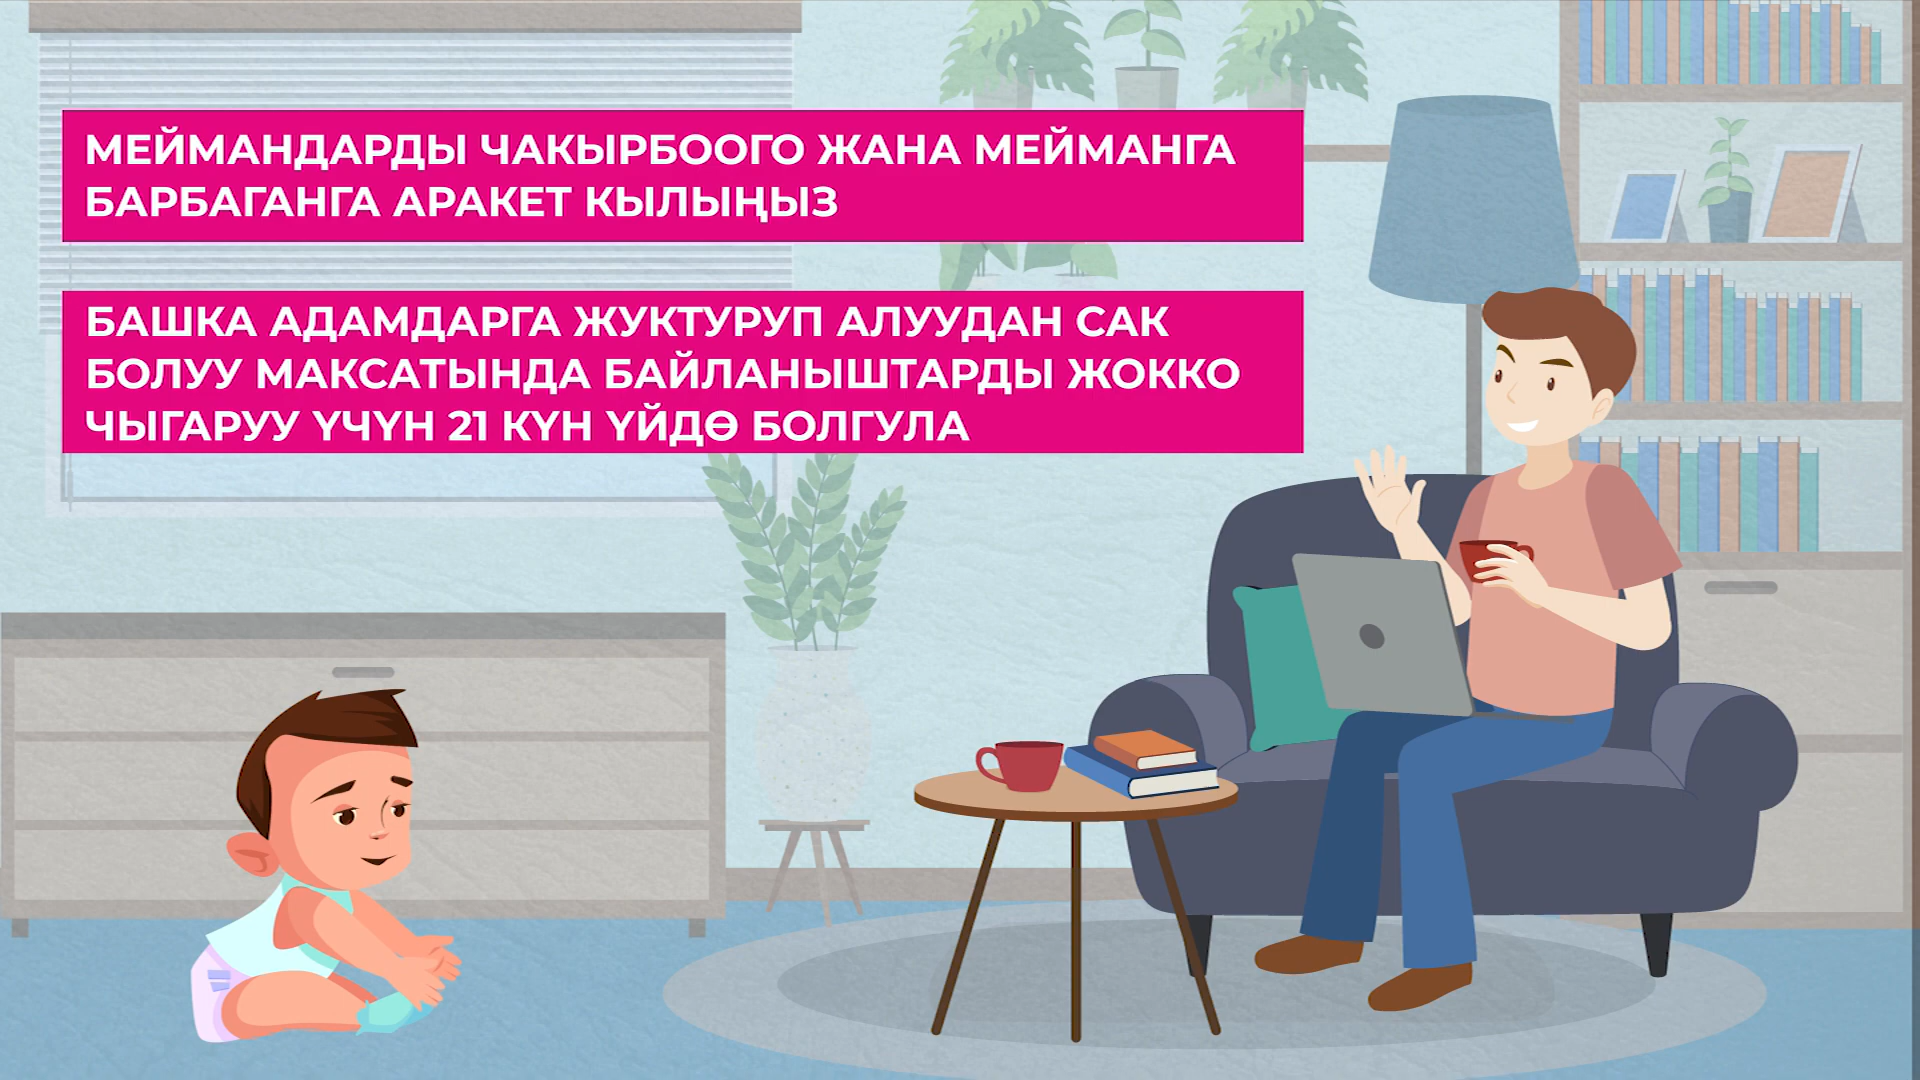 МЕЙМАНДАРДЫ ЧАКЫРБООГО ЖАНА МЕЙМАНГА
БАРБАГАНГА АРАКЕТ КЫЛЫҢЫЗ
БАШКА АДАМДАРГА ЖУКТУРУП АЛУУДАН САК
БОЛУУ МАКСАТЫНДА БАЙЛАНЫШТАРДЫ ЖОККО
ЧЫГАРУУ ҮЧҮН 21 КҮН ҮЙДӨ БОЛГУЛА